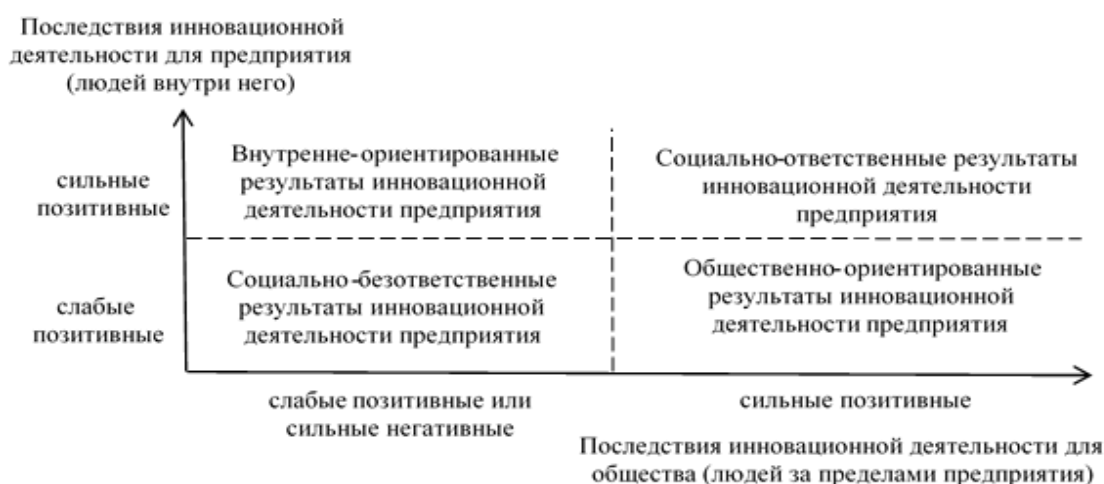 Последствия инновационной
деятельности для предприятия
(людей внутри него)
сильные
позитивные
Внутренне-ориентированные
результаты инновационной
деятельности предприятия
Социально-ответственные результаты
инновационной деятельности
предприятия
слабые
позитивные
Социально-безответственные
результаты инновационной
деятельности предприятия
Общественно-ориентированные
результаты инновационной
деятельности предприятия
слабые позитивные или
сильные негативные
сильные позитивные
Последствия инновационной деятельности для
общества (людей за пределами предприятия)